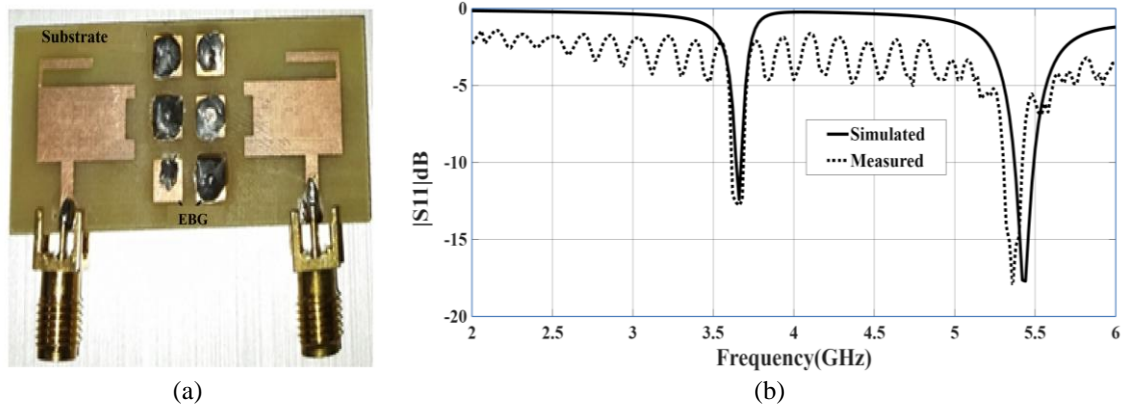 Substrate
EBG
(a)
|S11|dB
0
-5
-10
-15
-20
Simulated
Measured
2
2.5
3
3.5
4
4.5
5
5.5
6
Frequency(GHz)
(b)